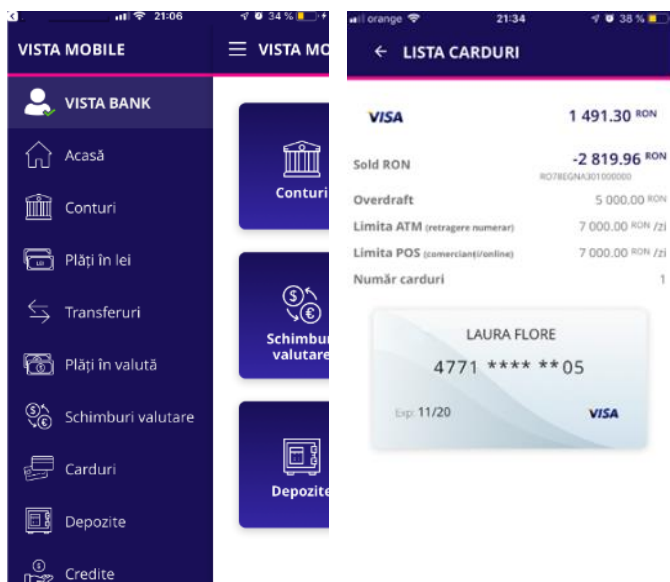 21:06
34 %
VISTA MOBILE
VISTA MO
VISTA BANK
Acasă
Conturi
Plăți în lei
Transferuri
Plăți în valută
Schimburi valutare
Carduri
Depozite
Credite
Conturi
Schimbu
valutare
Depozite
orange
21:34
38 %
LISTA CARDURI
VISA
1 491.30 RON
Sold RON
-2 819.96 RON
Overdraft
5 000.00 RON
Limita ATM (retragere numerar)
7 000.00 RON /zi
Limita POS (comercianți/online)
7 000.00 RON /zi
Număr carduri
1
LAURA FLORE
4771 **** **05
Exp: 11/20
VISA